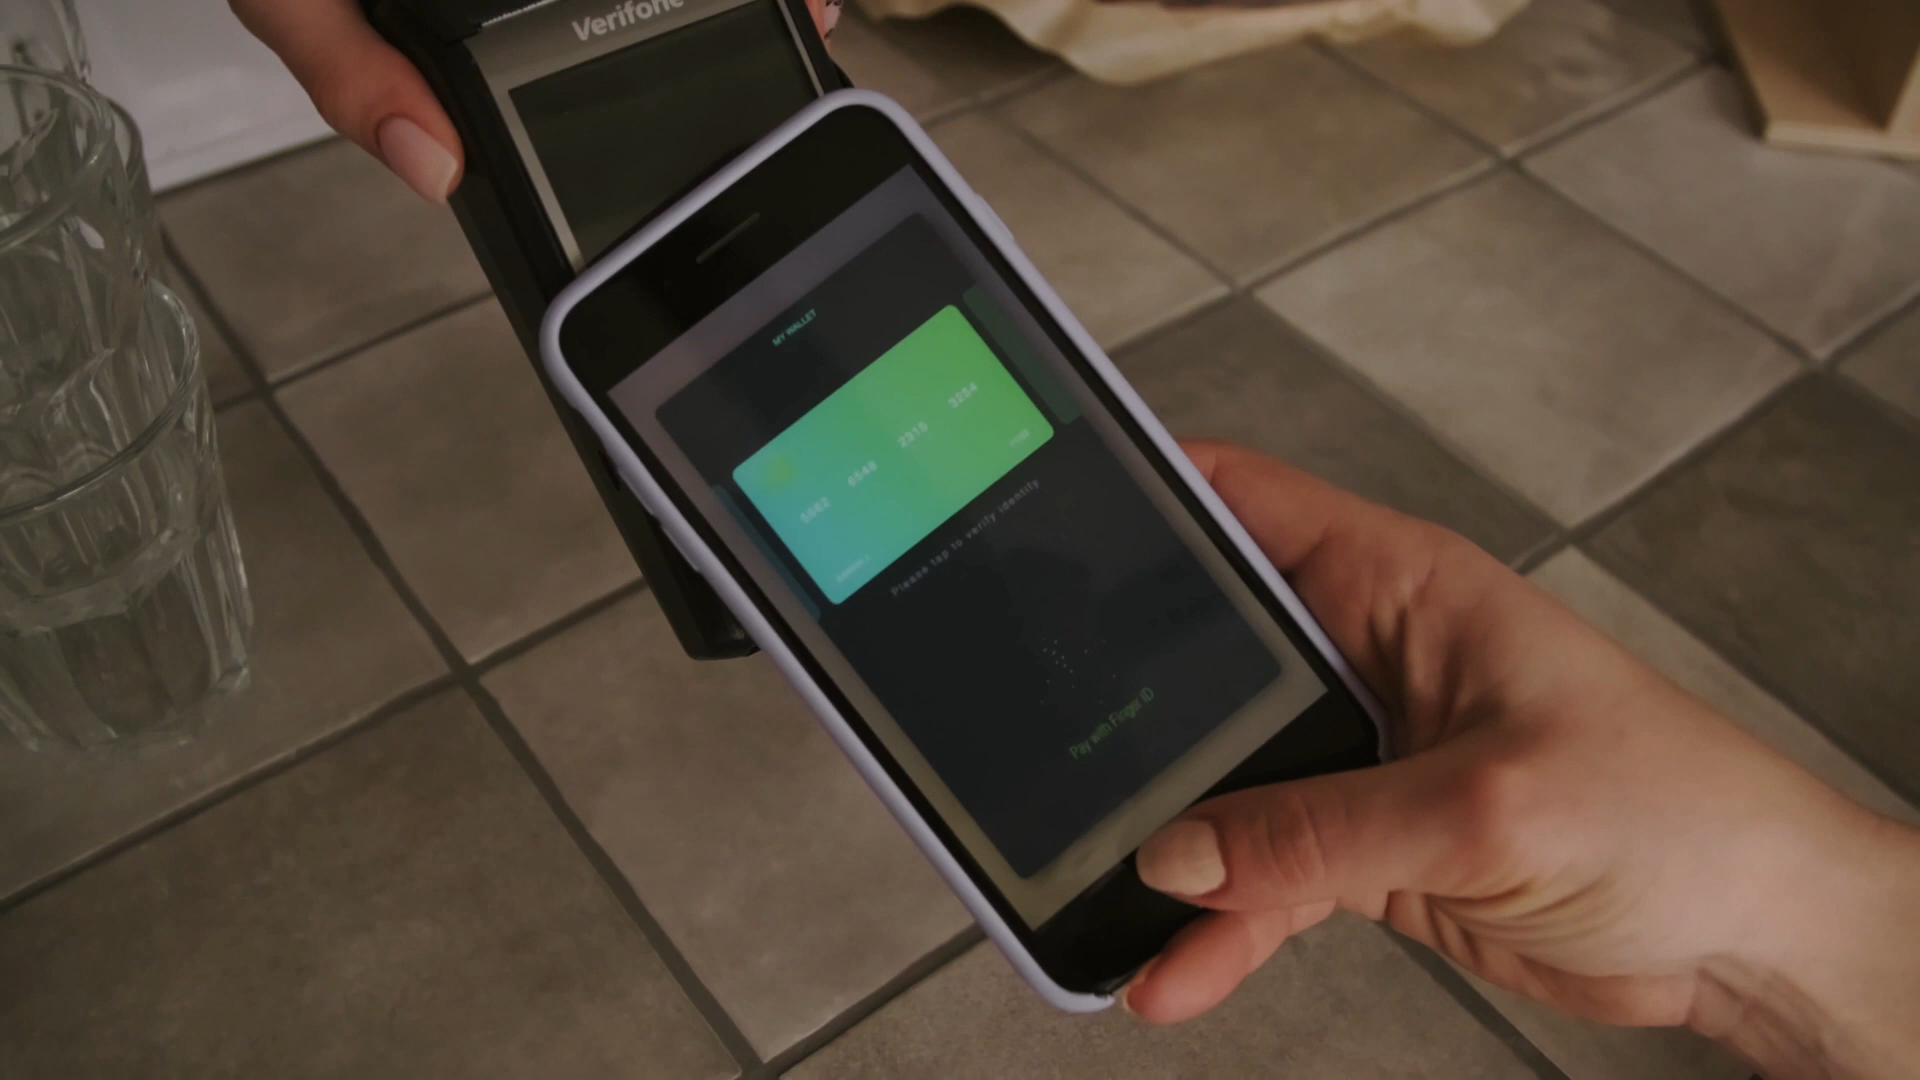 Verifone
MY WALLET
5562 6548 2315 3254
Please tap to verify identity
Pay with Finger ID